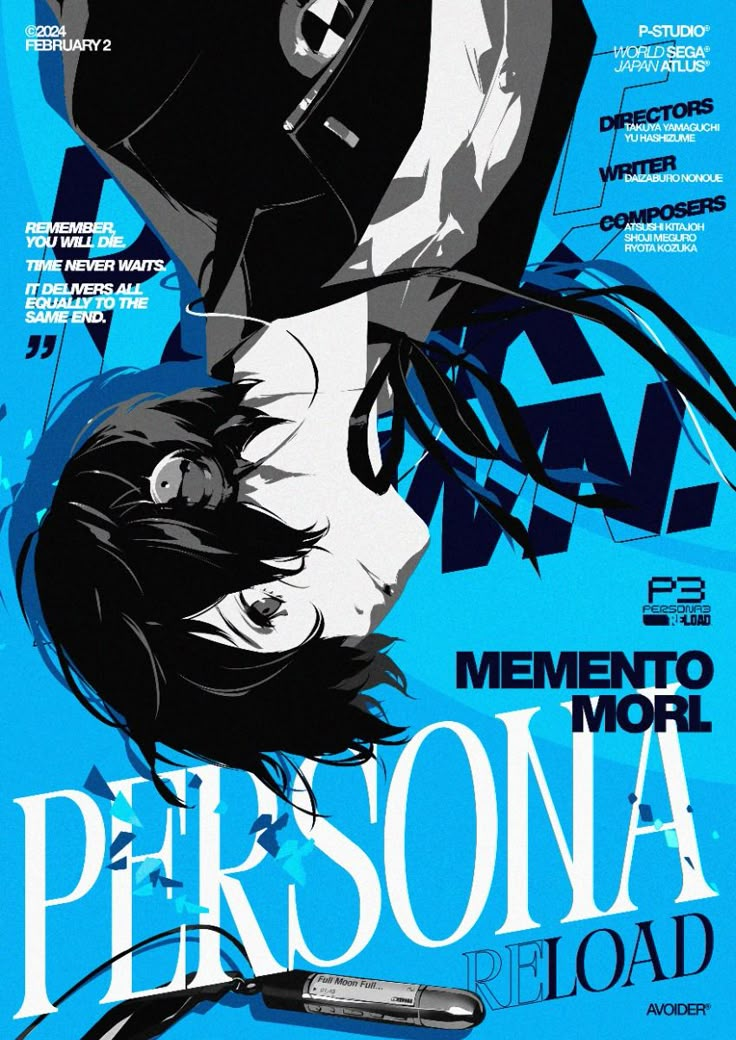 ©2024
FEBRUARY 2
P-STUDIO®
WORLD SEGA®
JAPAN ATLUS®
DIRECTORS
TAKUYA YAMAGUCHI
YU HASHIZUME
WRITER
DAIZABURO NONOUE
COMPOSERS
ATSUSHI KITAJOH
SHOJI MEGURO
RYOTA KOZUKA
REMEMBER,
YOU WILL DIE.
TIME NEVER WAITS.
IT DELIVERS ALL
EQUALLY TO THE
SAME END.
”
P3
PERSONA3
RELOAD
MEMENTO
MORI.
PERSONA
RELOAD
Full Moon Full...
AVOIDER®